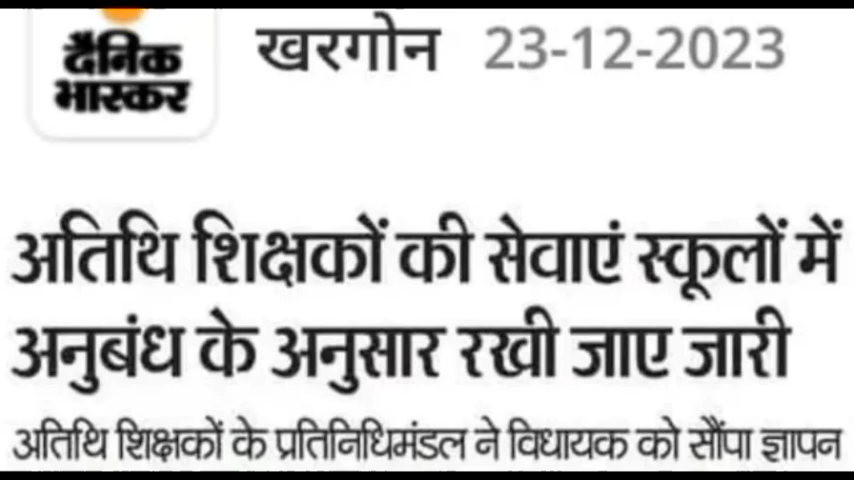 दैनिक
भास्कर
खरगोन 23-12-2023
अतिथि शिक्षकों की सेवाएं स्कूलों में
अनुबंध के अनुसार रखी जाए जारी
अतिथि शिक्षकों के प्रतिनिधिमंडल ने विधायक को सौंपा ज्ञापन